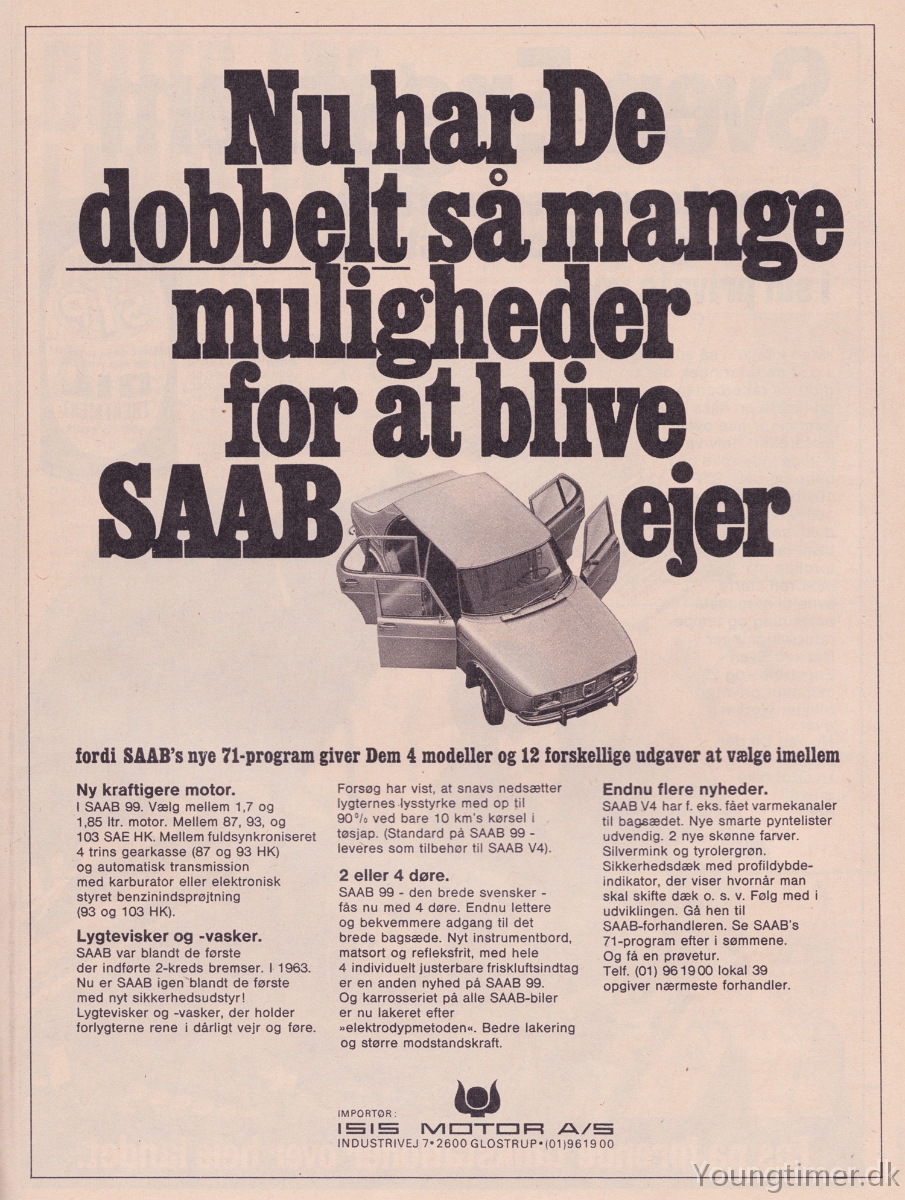 Nu har De
dobbelt så mange
muligheder
for at blive
SAAB ejer
fordi SAAB's nye 71-program giver Dem 4 modeller og 12 forskellige udgaver at vælge imellem
Ny kraftigere motor.
I SAAB 99. Vælg mellem 1,7 og
1,85 ltr. motor. Mellem 87, 93, og
103 SAE HK. Mellem fuldsynkroniseret
4 trins gearkasse (87 og 93 HK)
og automatisk transmission
med karburator eller elektronisk
styret benzinindsprøjtning
(93 og 103 HK).
Lygtevisker og -vasker.
SAAB var blandt de første
der indførte 2-kreds bremser. I 1963.
Nu er SAAB igen blandt de første
med nyt sikkerhedsudstyr!
Lygtevisker og -vasker, der holder
forlygterne rene i dårligt vejr og føre.
Forsøg har vist, at snavs nedsætter
lygternes lysstyrke med op til
90% ved bare 10 km's kørsel i
tøsjap. (Standard på SAAB 99 -
leveres som tilbehør til SAAB V4).
2 eller 4 døre.
SAAB 99 - den brede svensker -
fås nu med 4 døre. Endnu lettere
og bekvemmere adgang til det
brede bagsæde. Nyt instrumentbord,
matsort og refleksfrit, med hele
4 individuelt justerbare friskluftsindtag
er en anden nyhed på SAAB 99.
Og karrosseriet på alle SAAB-biler
er nu lakeret efter
»elektrodypmetoden«. Bedre lakering
og større modstandskraft.
Endnu flere nyheder.
SAAB V4 har f. eks. fået varmekanaler
til bagsædet. Nye smarte pyntelister
udvendig. 2 nye skønne farver.
Silvermink og tyrolergrøn.
Sikkerhedsdæk med profildybde-
indikator, der viser hvornår man
skal skifte dæk o. s. v. Følg med i
udviklingen. Gå hen til
SAAB-forhandleren. Se SAAB's
71-program efter i sømmene.
Og få en prøvetur.
Telf. (01) 96 19 00 lokal 39
opgiver nærmeste forhandler.
IMPORTØR:
ISIS MOTOR A/S
INDUSTRIVEJ 7•2600 GLOSTRUP•(01)961900
Youngtimer.dk